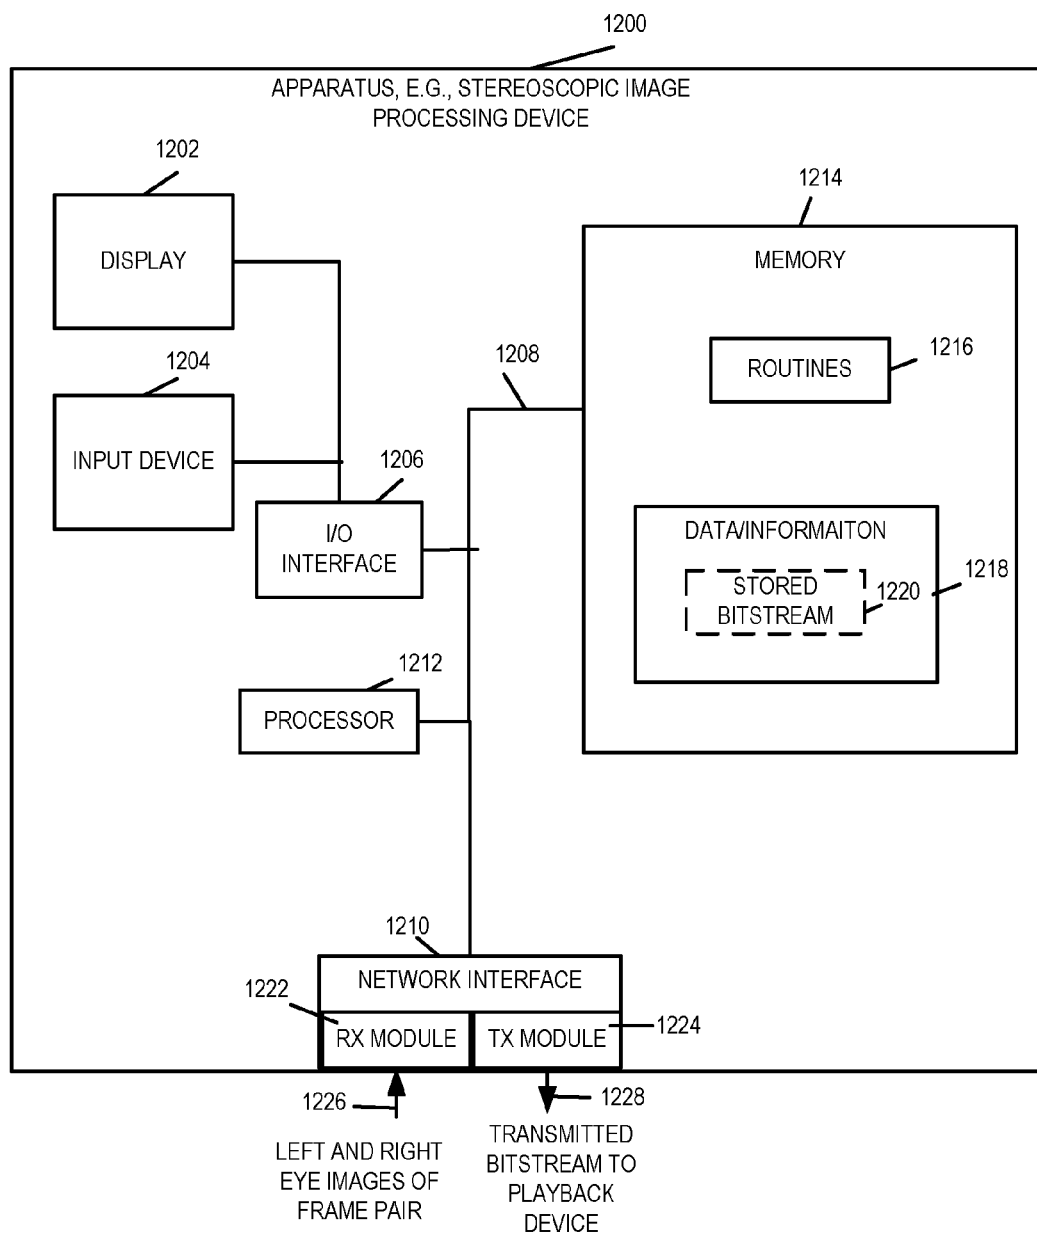 1200
APPARATUS, E.G., STEREOSCOPIC IMAGE
PROCESSING DEVICE
1202
DISPLAY
1204
INPUT DEVICE
1206
I/O
INTERFACE
1208
1212
PROCESSOR
1214
MEMORY
ROUTINES
1216
DATA/INFORMAITON
STORED
BITSTREAM
1220
1218
1210
NETWORK INTERFACE
1222
RX MODULE
TX MODULE
1224
1226
1228
LEFT AND RIGHT
EYE IMAGES OF
FRAME PAIR
TRANSMITTED
BITSTREAM TO
PLAYBACK
DEVICE